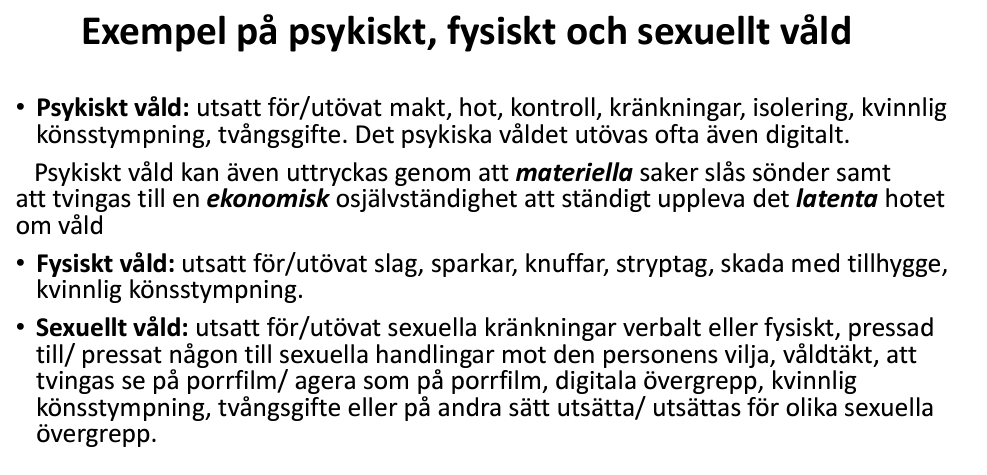 Exempel på psykiskt, fysiskt och sexuellt våld
• Psykiskt våld: utsatt för/utövat makt, hot, kontroll, kränkningar, isolering, kvinnlig
könsstympning, tvångsgifte. Det psykiska våldet utövas ofta även digitalt.
Psykiskt våld kan även uttryckas genom att materiella saker slås sönder samt
att tvingas till en ekonomisk osjälvständighet att ständigt uppleva det latenta hotet
om våld
• Fysiskt våld: utsatt för/utövat slag, sparkar, knuffar, stryptag, skada med tillhygge,
kvinnlig könsstympning.
• Sexuellt våld: utsatt för/utövat sexuella kränkningar verbalt eller fysiskt, pressad
till/ pressat någon till sexuella handlingar mot den personens vilja, våldtäkt, att
tvingas se på porrfilm/ agera som på porrfilm, digitala övergrepp, kvinnlig
könsstympning, tvångsgifte eller på andra sätt utsätta/ utsättas för olika sexuella
övergrepp.